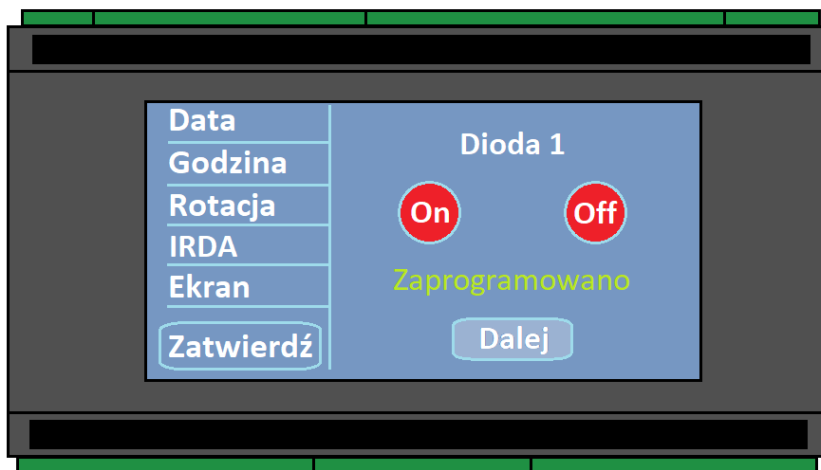 Data
Godzina
Rotacja
IRDA
Ekran
Zatwierdź
Dioda 1
On
Off
Zaprogramowano
Dalej